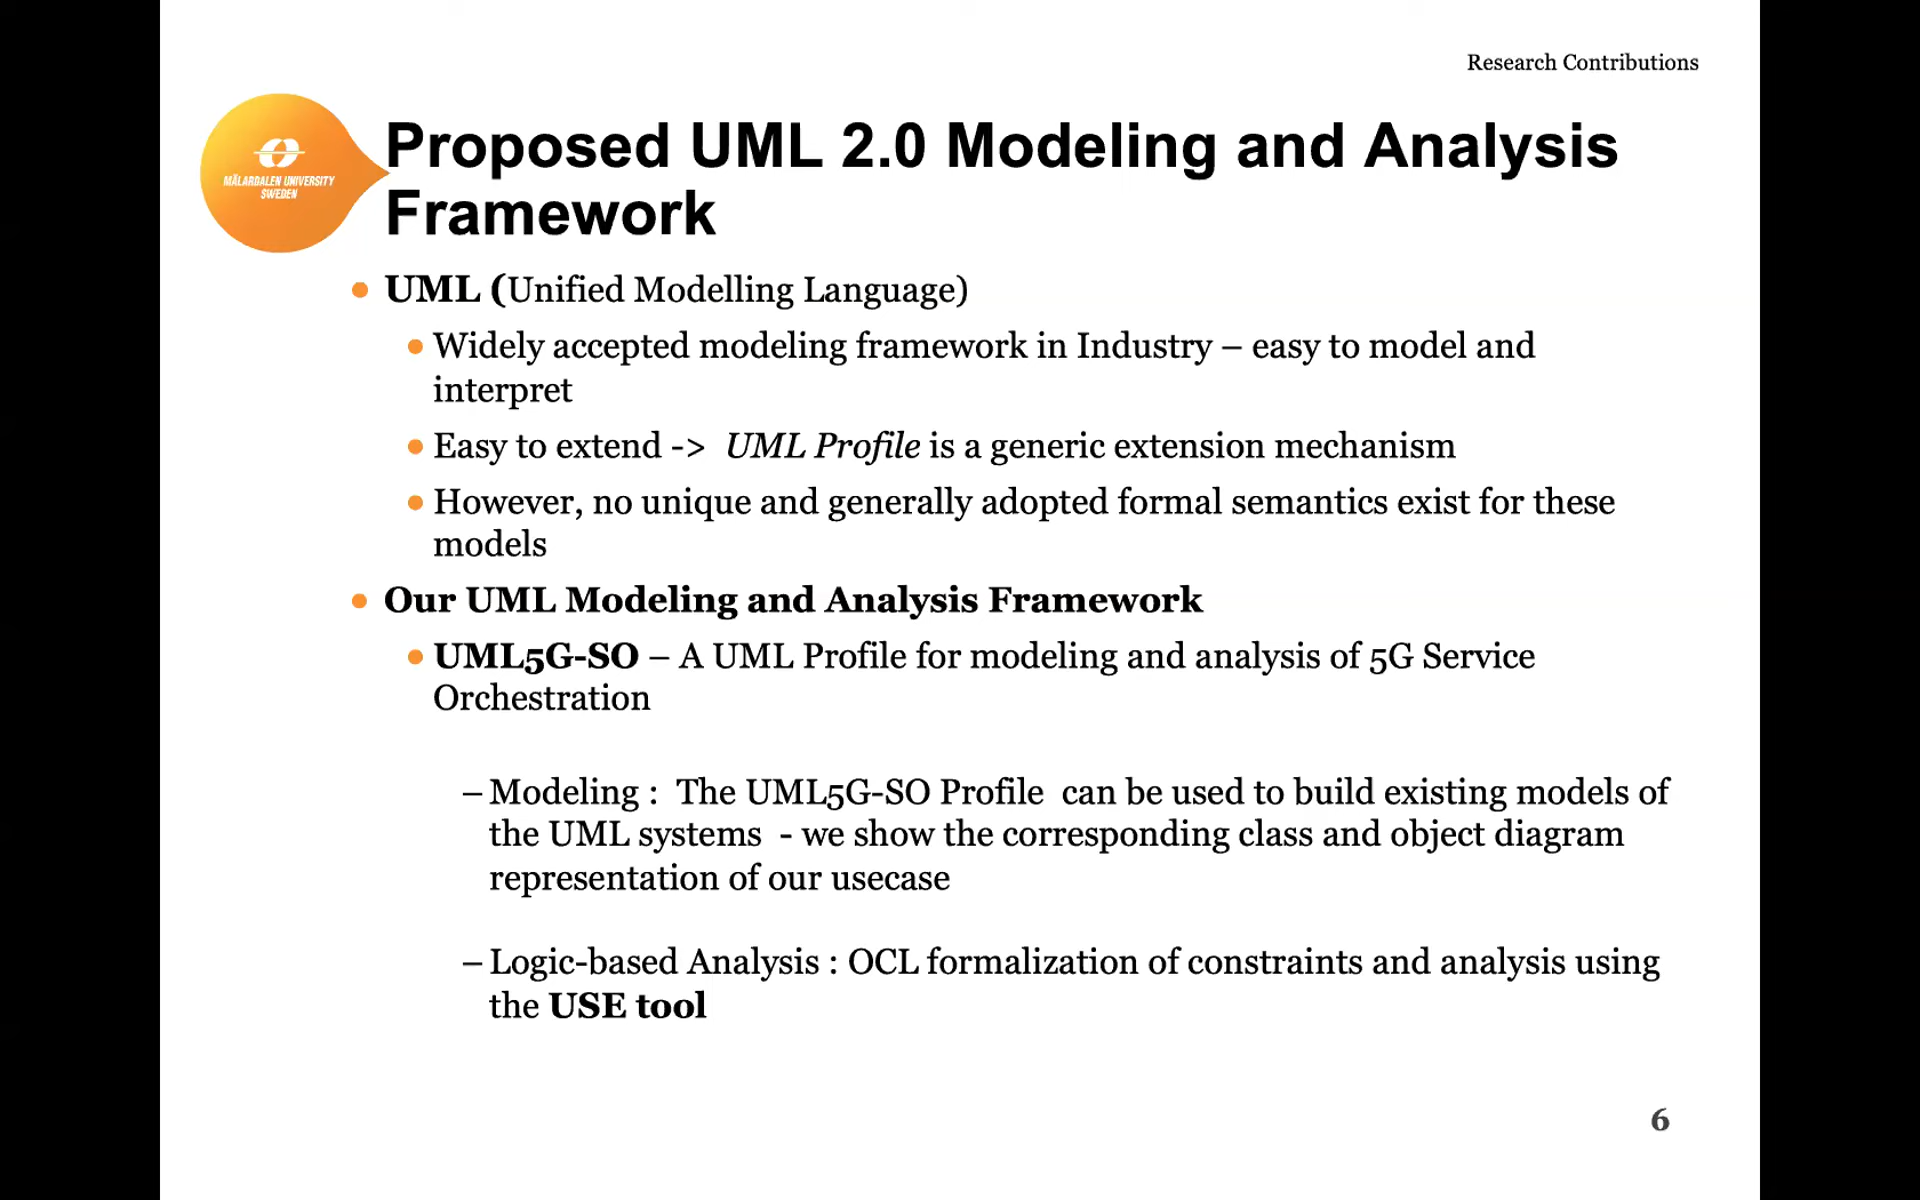 Research Contributions
Proposed UML 2.0 Modeling and Analysis
Framework
MÄLARDALEN UNIVERSITY
SWEDEN
• UML (Unified Modelling Language)
• Widely accepted modeling framework in Industry – easy to model and
interpret
• Easy to extend -> UML Profile is a generic extension mechanism
• However, no unique and generally adopted formal semantics exist for these
models
• Our UML Modeling and Analysis Framework
• UML5G-SO – A UML Profile for modeling and analysis of 5G Service
Orchestration
– Modeling : The UML5G-SO Profile can be used to build existing models of
the UML systems - we show the corresponding class and object diagram
representation of our usecase
– Logic-based Analysis : OCL formalization of constraints and analysis using
the USE tool
6